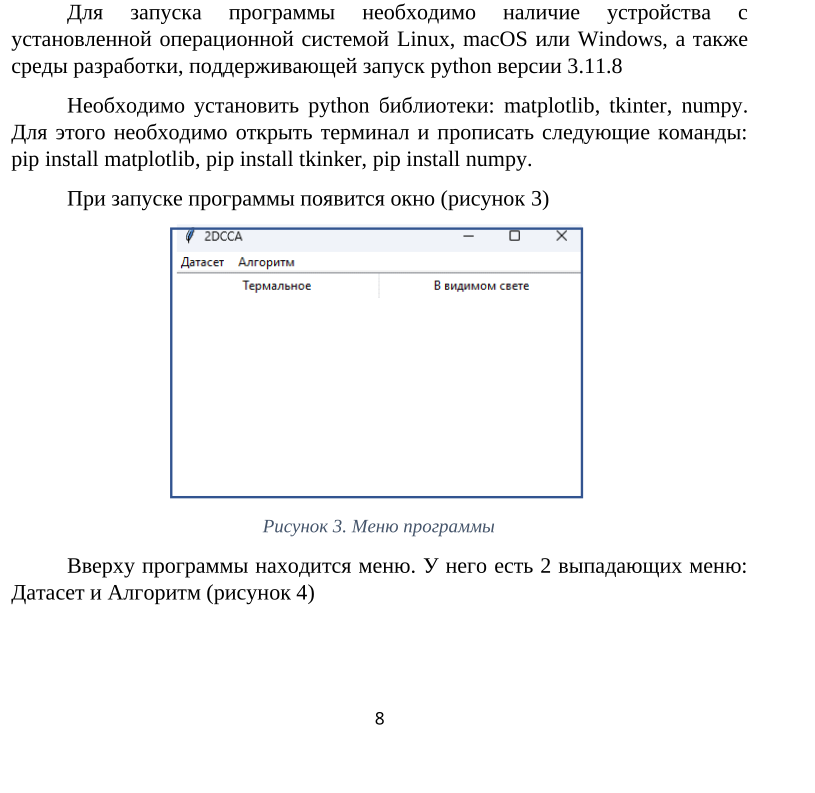 Для запуска программы необходимо наличие устройства с
установленной операционной системой Linux, macOS или Windows, а также
среды разработки, поддерживающей запуск python версии 3.11.8
Необходимо установить python библиотеки: matplotlib, tkinter, numpy.
Для этого необходимо открыть терминал и прописать следующие команды:
pip install matplotlib, pip install tkinker, pip install numpy.
При запуске программы появится окно (рисунок 3)
2DCCA
Датасет Алгоритм
Термальное В видимом свете
Рисунок 3. Меню программы
Вверху программы находится меню. У него есть 2 выпадающих меню:
Датасет и Алгоритм (рисунок 4)
8